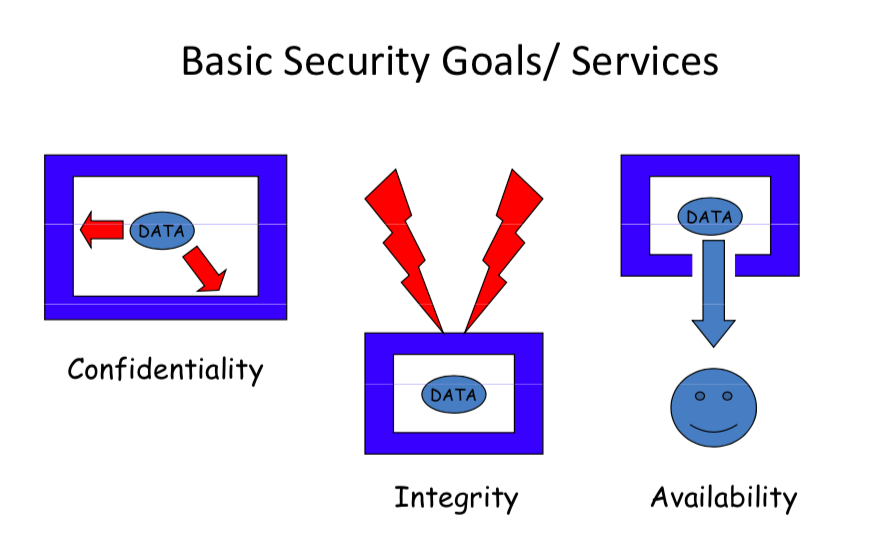 Basic Security Goals/ Services
DATA
Confidentiality
DATA
Integrity
DATA
Availability